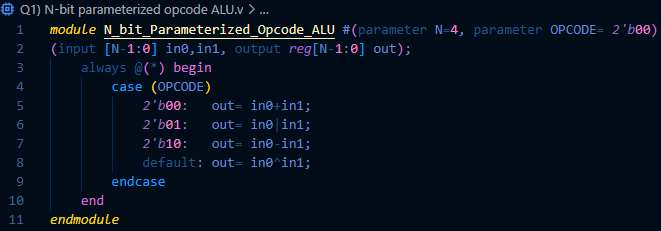 Q1) N-bit parameterized opcode ALU.v > ...
1 module N_bit_Parameterized_Opcode_ALU #(parameter N=4, parameter OPCODE= 2'b00)
2 (input [N-1:0] in0,in1, output reg[N-1:0] out);
3     always @(*) begin
4         case (OPCODE)
5             2'b00:   out= in0+in1;
6             2'b01:   out= in0|in1;
7             2'b10:   out= in0-in1;
8             default: out= in0^in1;
9         endcase
10     end
11 endmodule